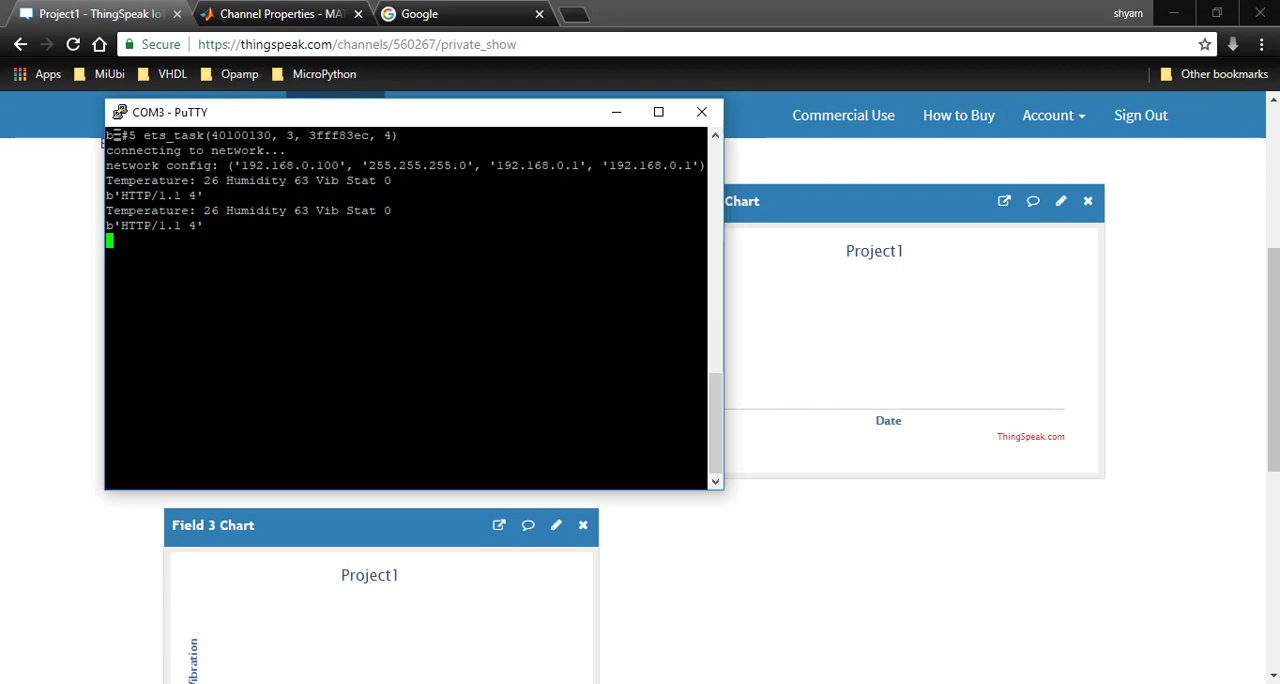 Project1 - ThingSpeak Io
Channel Properties - MA
Google
shyam
Secure
https://thingspeak.com/channels/560267/private_show
Apps
MiUbi
VHDL
Opamp
MicroPython
Other bookmarks
Commercial Use
How to Buy
Account
Sign Out
COM3 - PuTTY
#5 ets_task(40100130, 3, 3fff83ec, 4)
connecting to network...
network config: ('192.168.0.100', '255.255.255.0', '192.168.0.1', '192.168.0.1')
Temperature: 26 Humidity 63 Vib Stat 0
b'HTTP/1.1 4'
Temperature: 26 Humidity 63 Vib Stat 0
b'HTTP/1.1 4'
Chart
Project1
Date
ThingSpeak.com
Field 3 Chart
Project1
Vibration